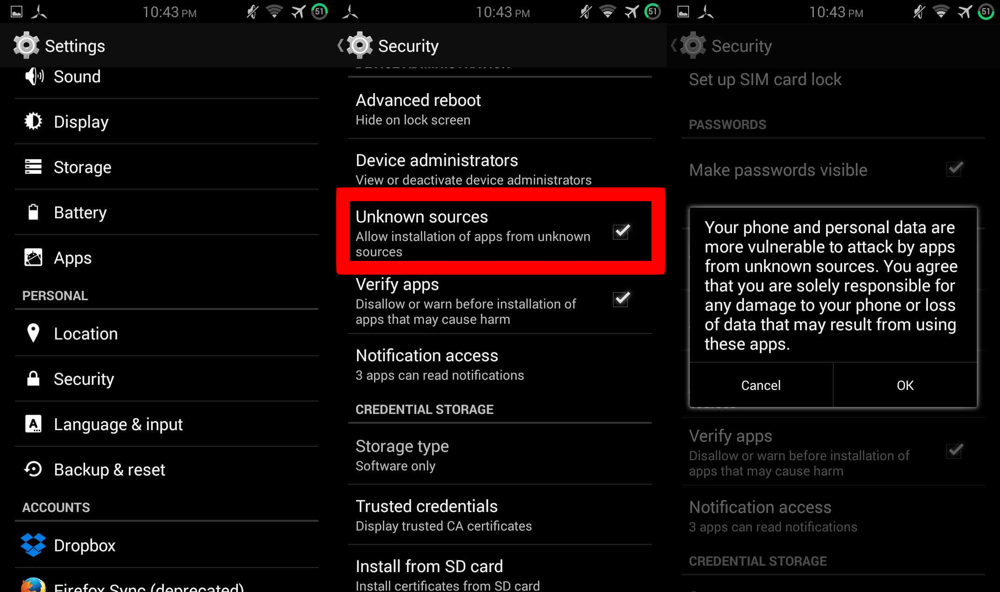 10:43 PM
51
Settings
Sound
Display
Storage
Battery
Apps
PERSONAL
Location
Security
Language & input
Backup & reset
ACCOUNTS
Dropbox
Firefox Sync (deprecated)
10:43 PM
51
Security
DEVICE ADMINISTRATION
Advanced reboot
Hide on lock screen
Device administrators
View or deactivate device administrators
Unknown sources
Allow installation of apps from unknown
sources
Verify apps
Disallow or warn before installation of
apps that may cause harm
Notification access
3 apps can read notifications
CREDENTIAL STORAGE
Storage type
Software only
Trusted credentials
Display trusted CA certificates
Install from SD card
Install certificates from SD card
10:43 PM
51
Security
Set up SIM card lock
PASSWORDS
Make passwords visible
Your phone and personal data are
more vulnerable to attack by apps
from unknown sources. You agree
that you are solely responsible for
any damage to your phone or loss
of data that may result from using
these apps.
Cancel
OK
sources
Verify apps
Disallow or warn before installation of
apps that may cause harm
Notification access
3 apps can read notifications
CREDENTIAL STORAGE